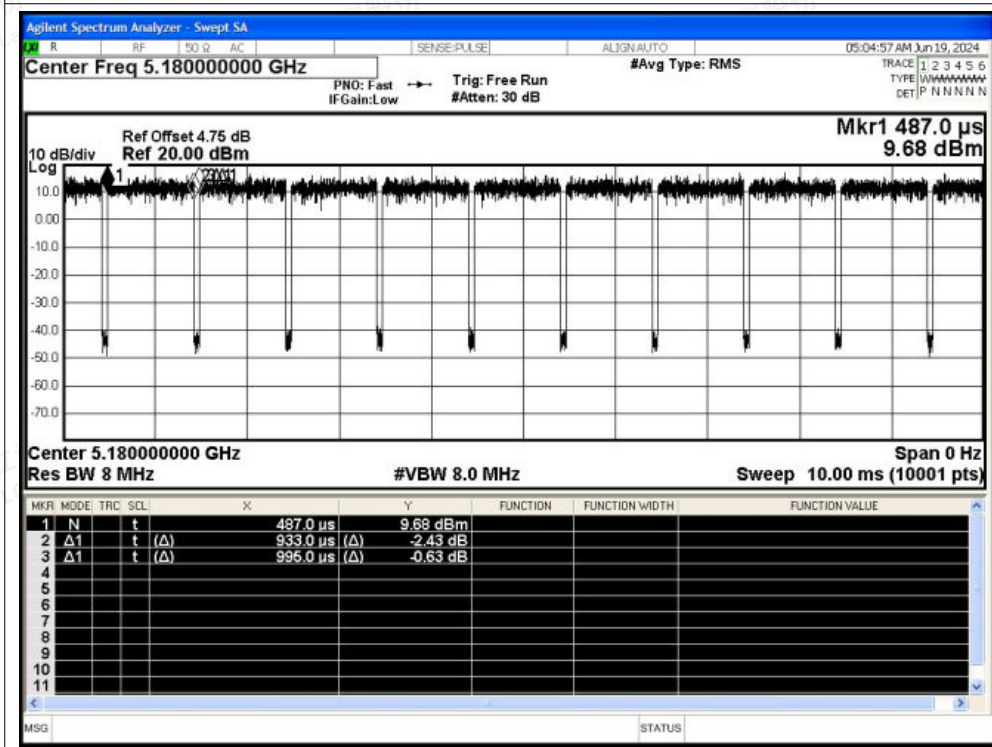 Agilent Spectrum Analyzer - Swept SA
LXI R RF 50 Ω AC SENSE:PULSE ALIGN AUTO 05:04:57 AM Jun 19, 2024
Center Freq 5.180000000 GHz #Avg Type: RMS TRACE 1 2 3 4 5 6
PNO: Fast Trig: Free Run TYPE WWWWWW
IFGain:Low #Atten: 30 dB DET P N N N N N
Mkr1 487.0 µs
Ref Offset 4.75 dB
10 dB/div Ref 20.00 dBm 9.68 dBm
Log
1
10.0
0.00
-10.0
-20.0
-30.0
-40.0
-50.0
-60.0
-70.0
Center 5.180000000 GHz Span 0 Hz
Res BW 8 MHz #VBW 8.0 MHz Sweep 10.00 ms (10001 pts)
MKR MODE TRC SCL X Y FUNCTION FUNCTION WIDTH FUNCTION VALUE
1 N t 487.0 µs 9.68 dBm
2 Δ1 t (Δ) 933.0 µs (Δ) -2.43 dB
3 Δ1 t (Δ) 995.0 µs (Δ) -0.63 dB
4
5
6
7
8
9
10
11
MSG STATUS